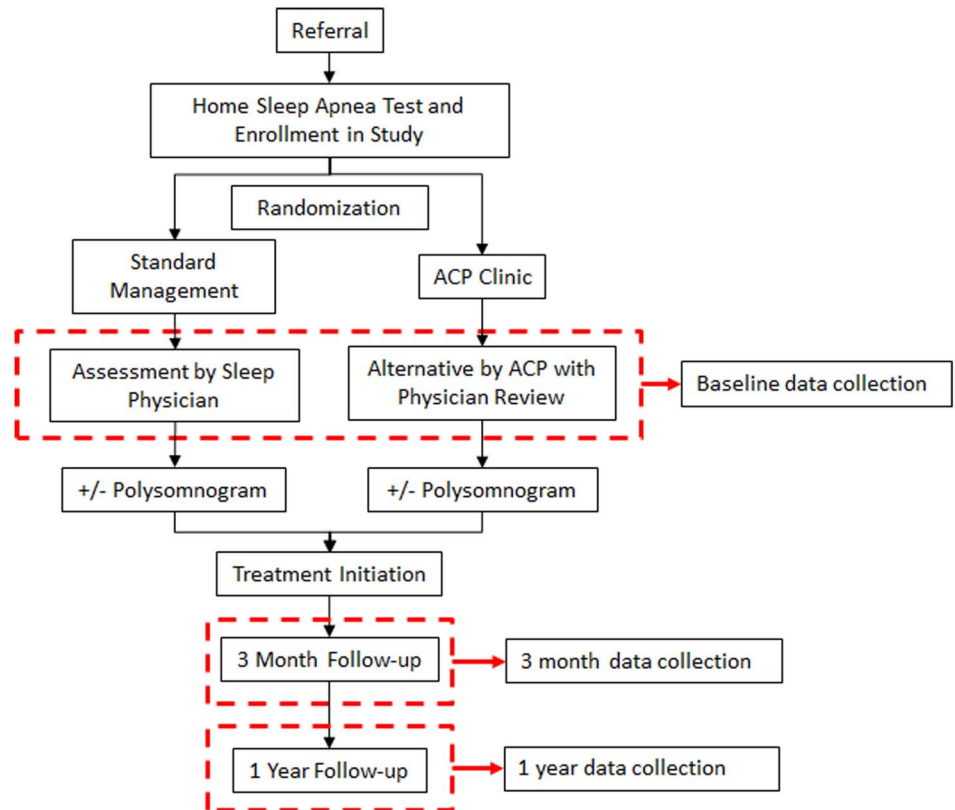 Referral
Home Sleep Apnea Test and
Enrollment in Study
Randomization
Standard
Management
ACP Clinic
Assessment by Sleep
Physician
Alternative by ACP with
Physician Review
Baseline data collection
+/- Polysomnogram
+/- Polysomnogram
Treatment Initiation
3 Month Follow-up
3 month data collection
1 Year Follow-up
1 year data collection